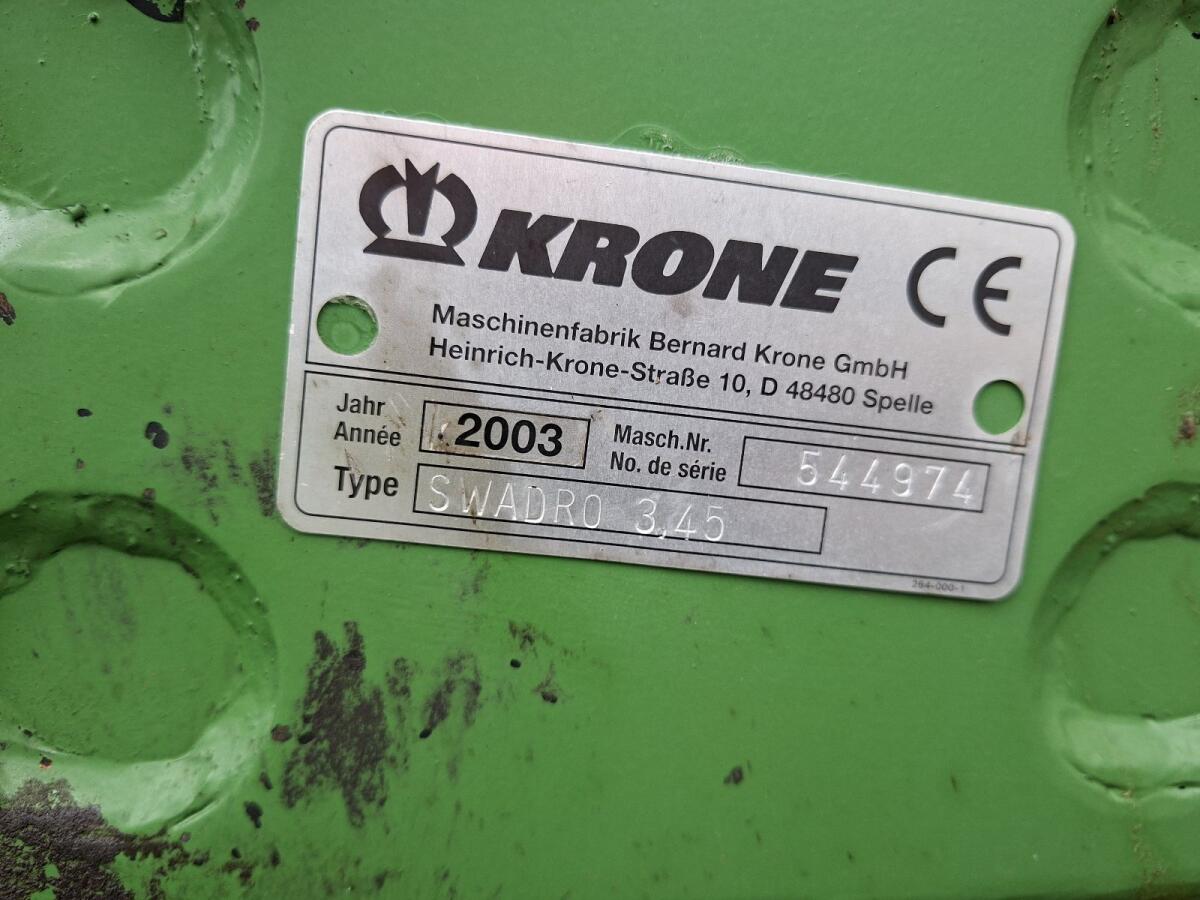 KRONE CE
Maschinenfabrik Bernard Krone GmbH
Heinrich-Krone-Straße 10, D 48480 Spelle
Jahr
Année
2003
Masch.Nr.
No. de série
544974
Type
SWADRO 3,45
264-000-1